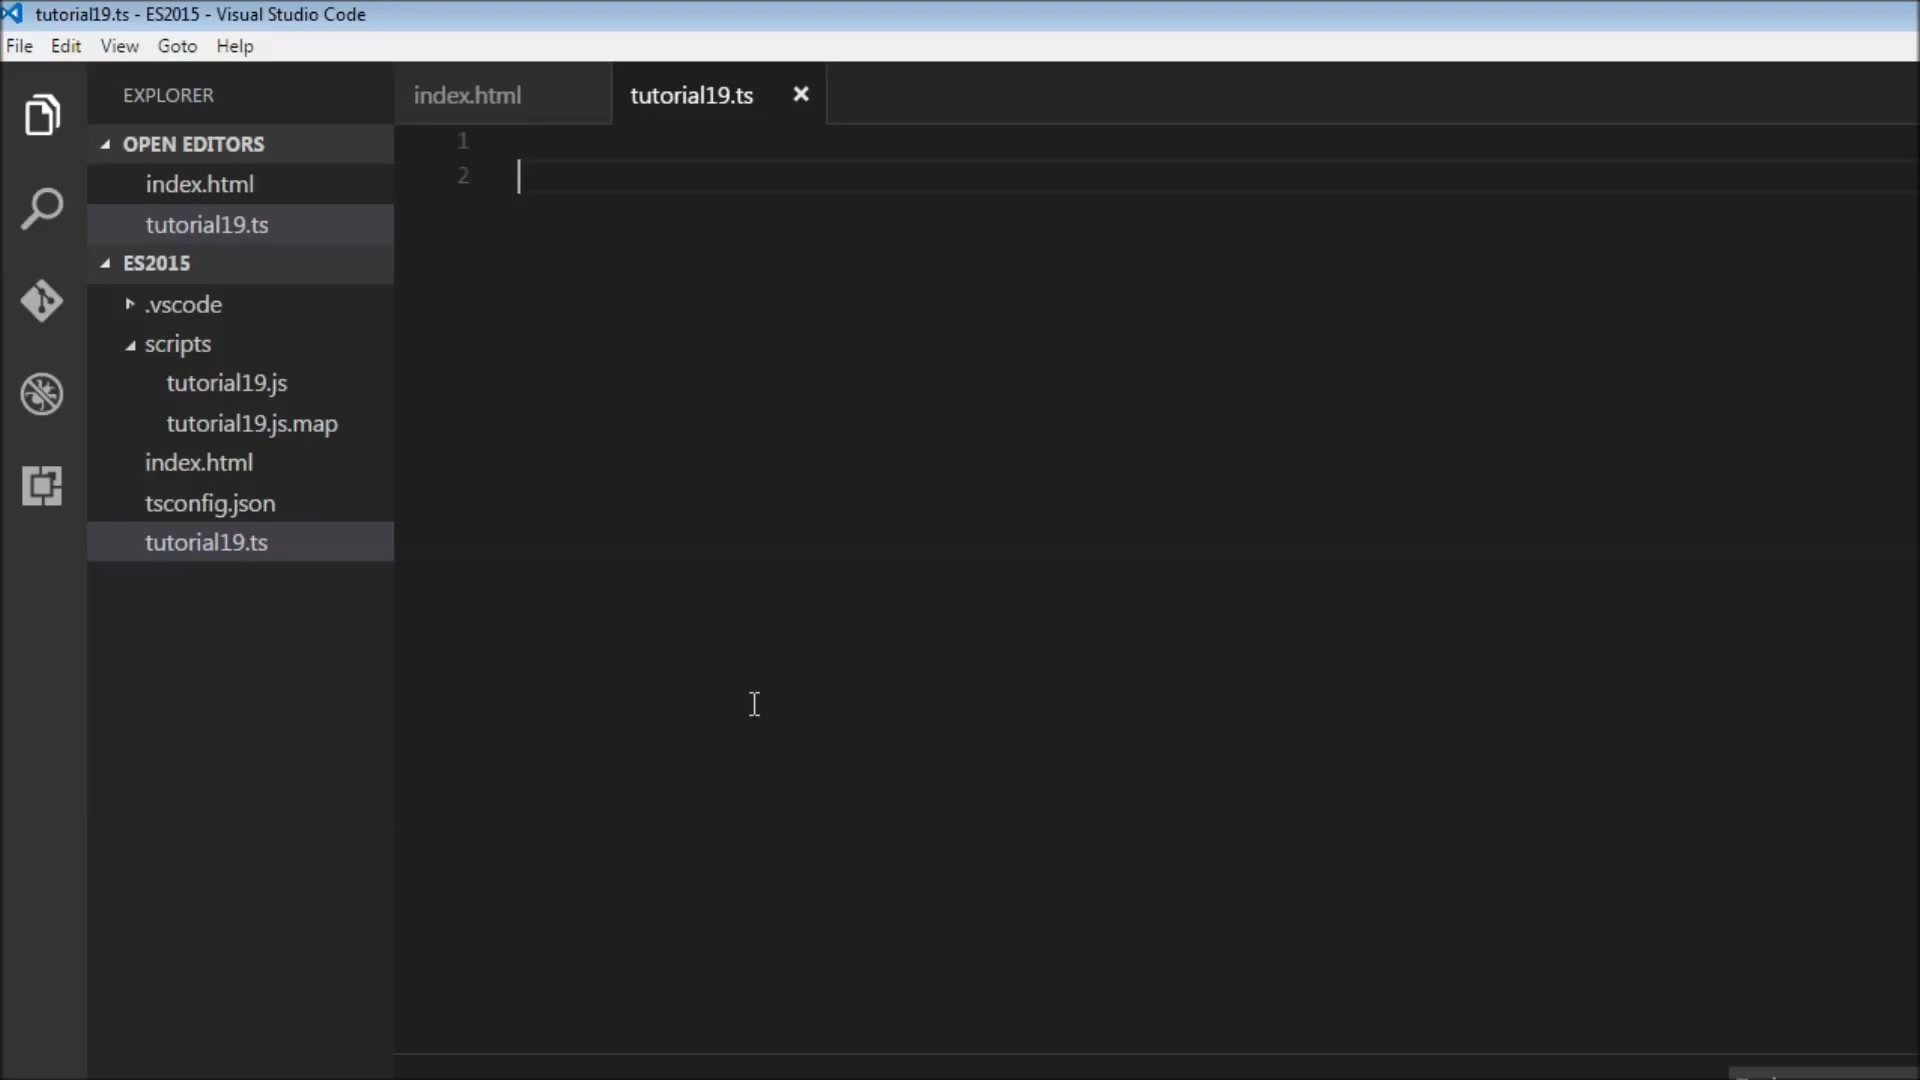 tutorial19.ts - ES2015 - Visual Studio Code
File Edit View Goto Help
EXPLORER
OPEN EDITORS
index.html
tutorial19.ts
ES2015
.vscode
scripts
tutorial19.js
tutorial19.js.map
index.html
tsconfig.json
tutorial19.ts
index.html
tutorial19.ts
1
2